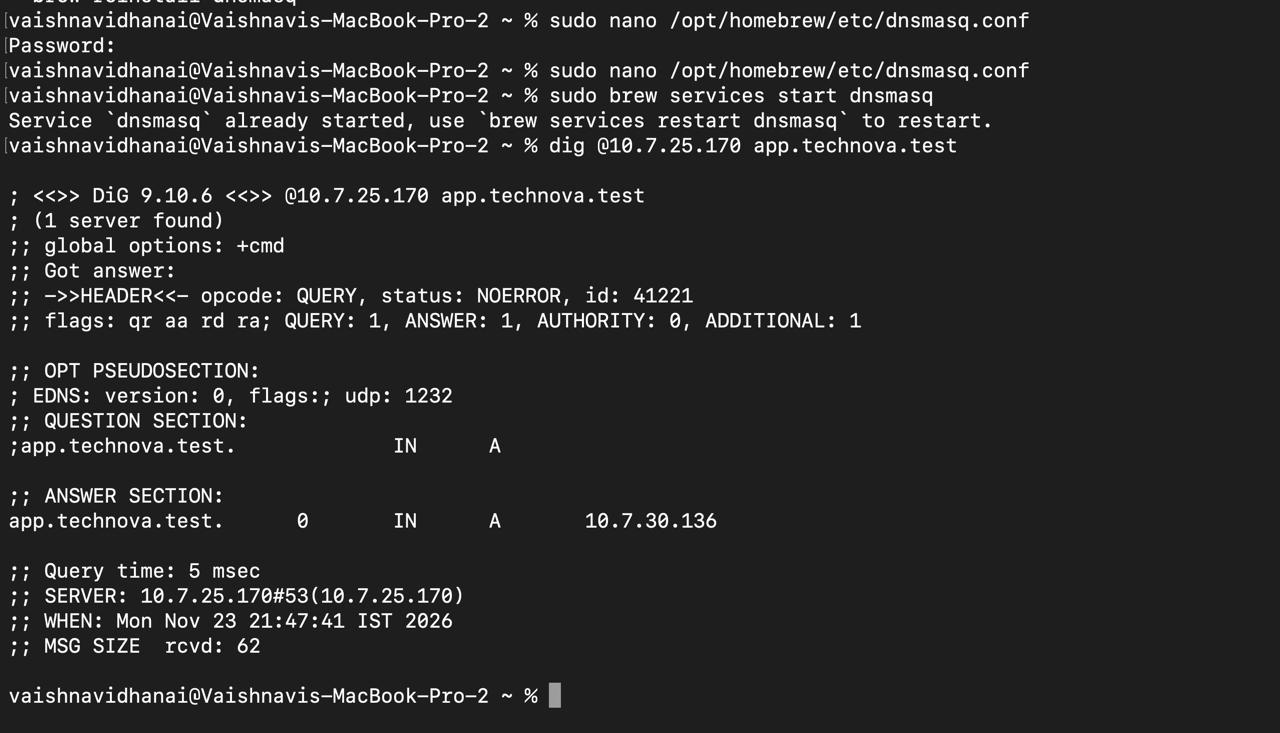 brew reinstall dnsmasq
vaishnavidhanai@Vaishnavis-MacBook-Pro-2 ~ % sudo nano /opt/homebrew/etc/dnsmasq.conf
Password:
vaishnavidhanai@Vaishnavis-MacBook-Pro-2 ~ % sudo nano /opt/homebrew/etc/dnsmasq.conf
vaishnavidhanai@Vaishnavis-MacBook-Pro-2 ~ % sudo brew services start dnsmasq
Service `dnsmasq` already started, use `brew services restart dnsmasq` to restart.
vaishnavidhanai@Vaishnavis-MacBook-Pro-2 ~ % dig @10.7.25.170 app.technova.test

; <<>> DiG 9.10.6 <<>> @10.7.25.170 app.technova.test
; (1 server found)
;; global options: +cmd
;; Got answer:
;; ->>HEADER<<- opcode: QUERY, status: NOERROR, id: 41221
;; flags: qr aa rd ra; QUERY: 1, ANSWER: 1, AUTHORITY: 0, ADDITIONAL: 1

;; OPT PSEUDOSECTION:
; EDNS: version: 0, flags:; udp: 1232
;; QUESTION SECTION:
;app.technova.test. IN A

;; ANSWER SECTION:
app.technova.test. 0 IN A 10.7.30.136

;; Query time: 5 msec
;; SERVER: 10.7.25.170#53(10.7.25.170)
;; WHEN: Mon Nov 23 21:47:41 IST 2026
;; MSG SIZE  rcvd: 62

vaishnavidhanai@Vaishnavis-MacBook-Pro-2 ~ %